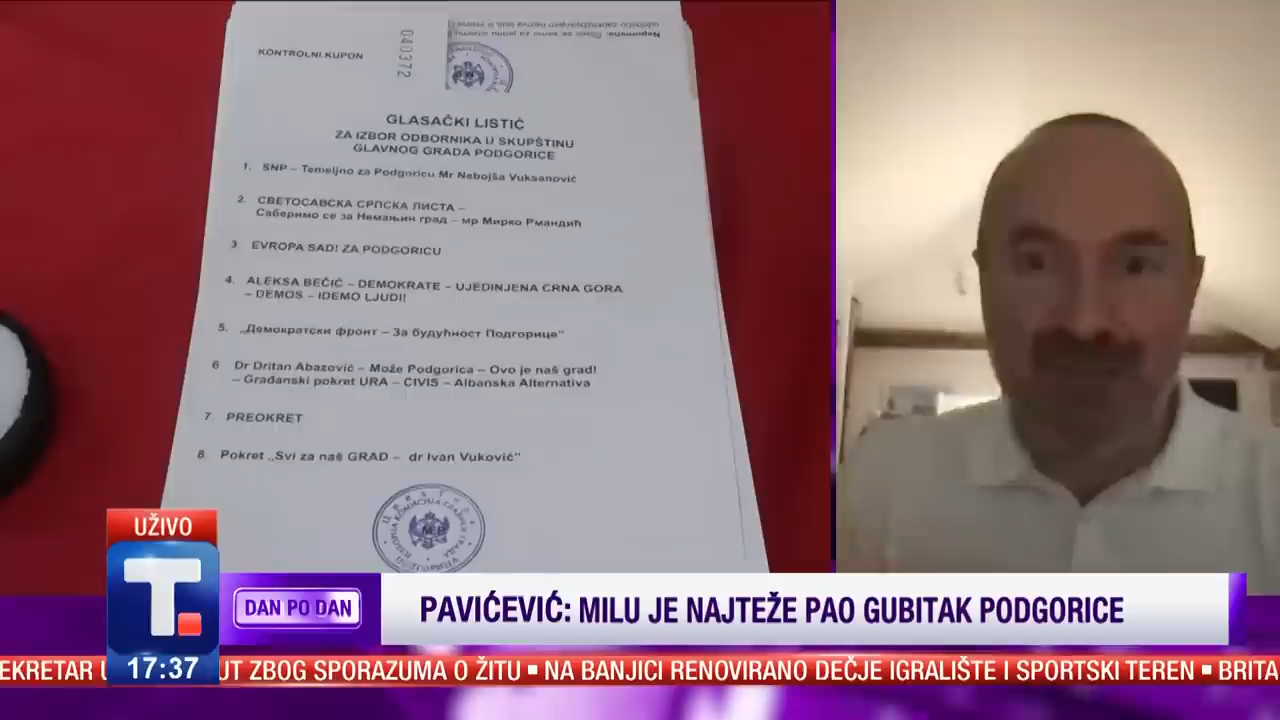 KONTROLNI KUPON
040372
GLASAČKI LISTIĆ
ZA IZBOR ODBORNIKA U SKUPŠTINU
GLAVNOG GRADA PODGORICE
1. SNP – Temeljno za Podgoricu Mr Nebojša Vuksanović
2. СВЕТОСАВСКА СРПСКА ЛИСТА –
Саберимо се за Немањин град – мр Мирко Рмандић
3. EVROPA SAD! ZA PODGORICU
4. ALEKSA BEČIĆ – DEMOKRATE – UJEDINJENA CRNA GORA
– DEMOS – IDEMO LJUDI!
5. „Демократски фронт – За будућност Подгорице"
6 Dr Dritan Abazović – Može Podgorica – Ovo je naš grad!
– Građanski pokret URA – CIVIS – Albanska Alternativa
7. PREOKRET
8. Pokret „Svi za naš GRAD – dr Ivan Vuković"
UŽIVO
T.
17:37
DAN PO DAN
PAVIĆEVIĆ: MILU JE NAJTEŽE PAO GUBITAK PODGORICE
EKRETAR U UT ZBOG SPORAZUMA O ŽITU ▪ NA BANJICI RENOVIRANO DEČJE IGRALIŠTE I SPORTSKI TEREN ▪ BRITA